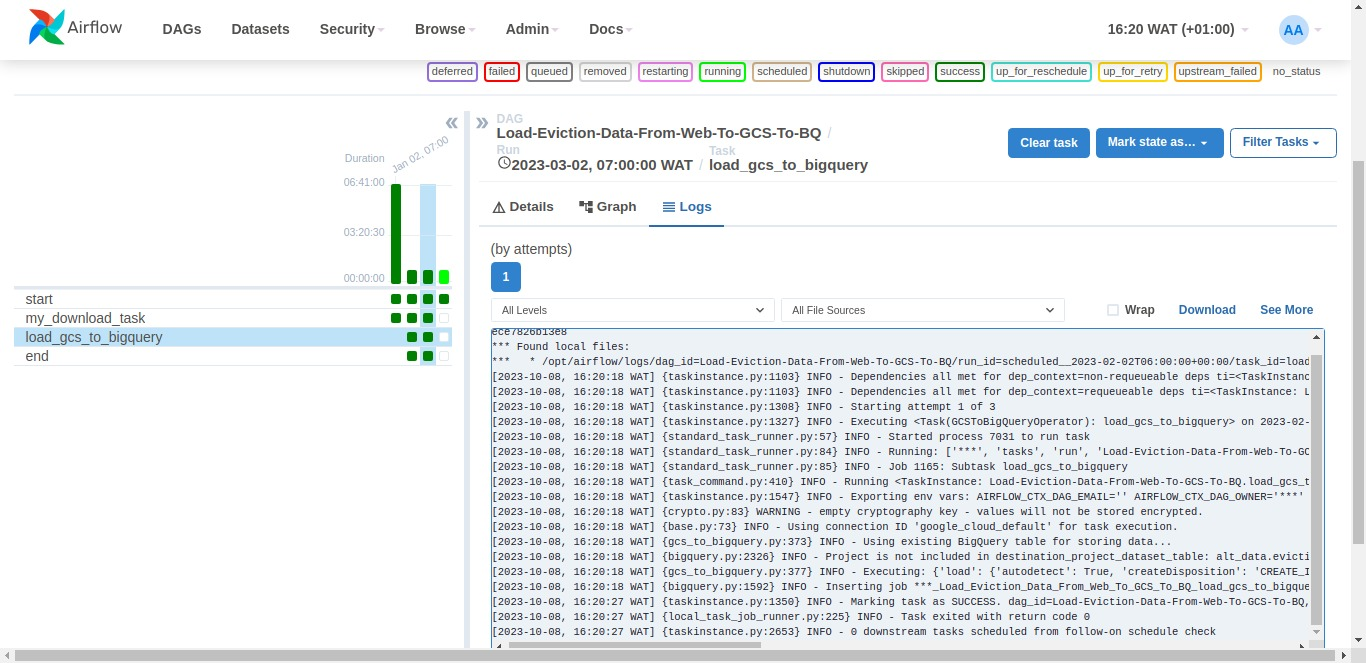 Airflow DAGs Datasets Security Browse Admin Docs 16:20 WAT (+01:00) AA
deferred failed queued removed restarting running scheduled shutdown skipped success up_for_reschedule up_for_retry upstream_failed no_status
« » DAG
Load-Eviction-Data-From-Web-To-GCS-To-BQ /
Run Task
2023-03-02, 07:00:00 WAT / load_gcs_to_bigquery
Clear task Mark state as... Filter Tasks
Duration Jan 02, 07:00
06:41:00
03:20:30
00:00:00
start
my_download_task
load_gcs_to_bigquery
end
Details Graph Logs
(by attempts)
1
All Levels All File Sources Wrap Download See More
ece7826b13e8
*** Found local files:
***   * /opt/airflow/logs/dag_id=Load-Eviction-Data-From-Web-To-GCS-To-BQ/run_id=scheduled__2023-02-02T06:00:00+00:00/task_id=load
[2023-10-08, 16:20:18 WAT] {taskinstance.py:1103} INFO - Dependencies all met for dep_context=non-requeueable deps ti=<TaskInstanc
[2023-10-08, 16:20:18 WAT] {taskinstance.py:1103} INFO - Dependencies all met for dep_context=requeueable deps ti=<TaskInstance: L
[2023-10-08, 16:20:18 WAT] {taskinstance.py:1308} INFO - Starting attempt 1 of 3
[2023-10-08, 16:20:18 WAT] {taskinstance.py:1327} INFO - Executing <Task(GCSToBigQueryOperator): load_gcs_to_bigquery> on 2023-02-
[2023-10-08, 16:20:18 WAT] {standard_task_runner.py:57} INFO - Started process 7031 to run task
[2023-10-08, 16:20:18 WAT] {standard_task_runner.py:84} INFO - Running: ['***', 'tasks', 'run', 'Load-Eviction-Data-From-Web-To-GC
[2023-10-08, 16:20:18 WAT] {standard_task_runner.py:85} INFO - Job 1165: Subtask load_gcs_to_bigquery
[2023-10-08, 16:20:18 WAT] {task_command.py:410} INFO - Running <TaskInstance: Load-Eviction-Data-From-Web-To-GCS-To-BQ.load_gcs_t
[2023-10-08, 16:20:18 WAT] {taskinstance.py:1547} INFO - Exporting env vars: AIRFLOW_CTX_DAG_EMAIL='' AIRFLOW_CTX_DAG_OWNER='***'
[2023-10-08, 16:20:18 WAT] {crypto.py:83} WARNING - empty cryptography key - values will not be stored encrypted.
[2023-10-08, 16:20:18 WAT] {base.py:73} INFO - Using connection ID 'google_cloud_default' for task execution.
[2023-10-08, 16:20:18 WAT] {gcs_to_bigquery.py:373} INFO - Using existing BigQuery table for storing data...
[2023-10-08, 16:20:18 WAT] {bigquery.py:2326} INFO - Project is not included in destination_project_dataset_table: alt_data.evicti
[2023-10-08, 16:20:18 WAT] {gcs_to_bigquery.py:377} INFO - Executing: {'load': {'autodetect': True, 'createDisposition': 'CREATE_I
[2023-10-08, 16:20:18 WAT] {bigquery.py:1592} INFO - Inserting job ***_Load_Eviction_Data_From_Web_To_GCS_To_BQ_load_gcs_to_bigque
[2023-10-08, 16:20:27 WAT] {taskinstance.py:1350} INFO - Marking task as SUCCESS. dag_id=Load-Eviction-Data-From-Web-To-GCS-To-BQ,
[2023-10-08, 16:20:27 WAT] {local_task_job_runner.py:225} INFO - Task exited with return code 0
[2023-10-08, 16:20:27 WAT] {taskinstance.py:2653} INFO - 0 downstream tasks scheduled from follow-on schedule check